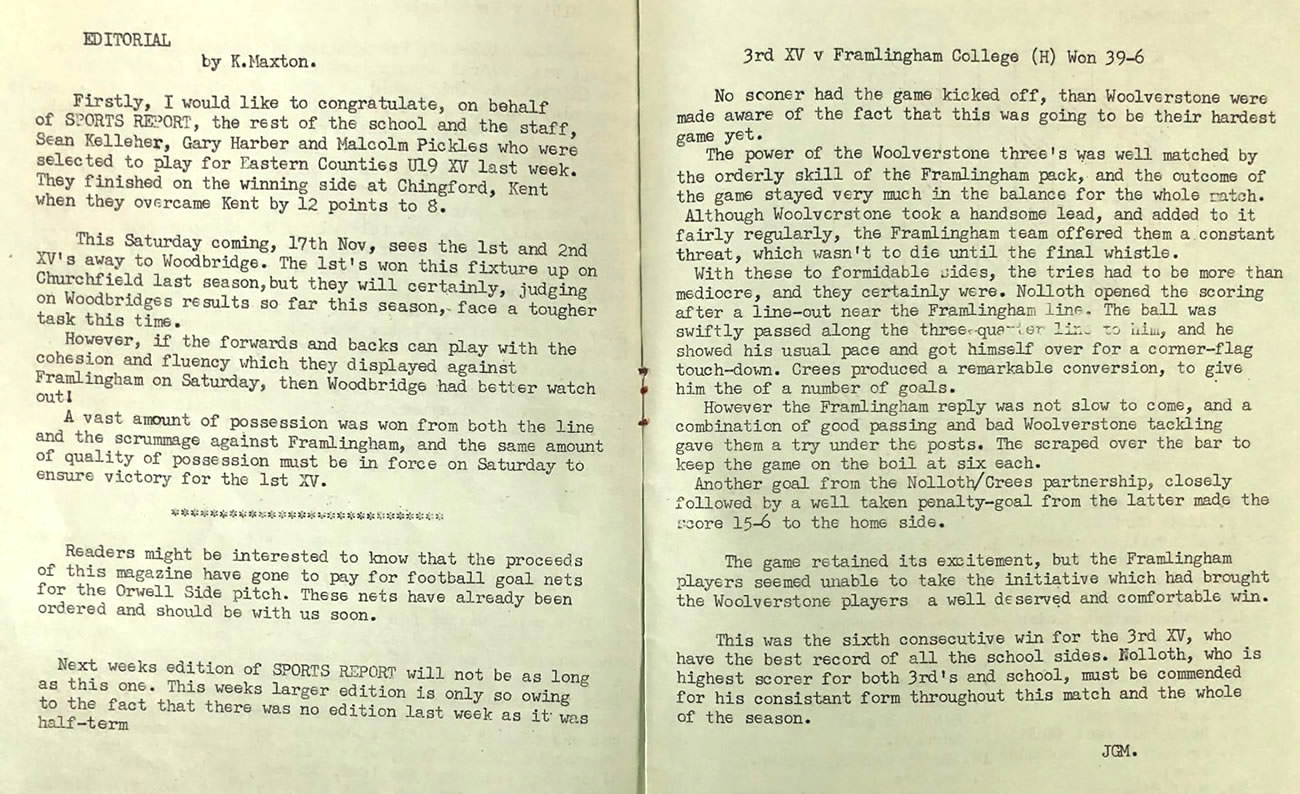 EDITORIAL
by K.Maxton.
Firstly, I would like to congratulate, on behalf
of SPORTS REPORT, the rest of the school and the staff,
Sean Kelleher, Gary Harber and Malcolm Pickles who were
selected to play for Eastern Counties U19 XV last week.
They finished on the winning side at Chingford, Kent
when they overcame Kent by 12 points to 8.
This Saturday coming, 17th Nov, sees the 1st and 2nd
XV's away to Woodbridge. The 1st's won this fixture up on
Churchfield last season,but they will certainly, judging
on Woodbridges results so far this season, face a tougher
task this time.
However, if the forwards and backs can play with the
cohesion and fluency which they displayed against
Framlingham on Saturday, then Woodbridge had better watch
out!
A vast amount of possession was won from both the line
and the scrummage against Framlingham, and the same amount
of quality of possession must be in force on Saturday to
ensure victory for the 1st XV.
****************************
Readers might be interested to know that the proceeds
of this magazine have gone to pay for football goal nets
for the Orwell Side pitch. These nets have already been
ordered and should be with us soon.
Next weeks edition of SPORTS REPORT will not be as long
as this one. This weeks larger edition is only so owing
to the fact that there was no edition last week as it was
half-term
3rd XV v Framlingham College (H) Won 39-6
No sooner had the game kicked off, than Woolverstone were
made aware of the fact that this was going to be their hardest
game yet.
The power of the Woolverstone three's was well matched by
the orderly skill of the Framlingham pack, and the outcome of
the game stayed very much in the balance for the whole match.
Although Woolverstone took a handsome lead, and added to it
fairly regularly, the Framlingham team offered them a constant
threat, which wasn't to die until the final whistle.
With these to formidable sides, the tries had to be more than
mediocre, and they certainly were. Nolloth opened the scoring
after a line-out near the Framlingham line. The ball was
swiftly passed along the three-quarter line to him, and he
showed his usual pace and got himself over for a corner-flag
touch-down. Crees produced a remarkable conversion, to give
him the of a number of goals.
However the Framlingham reply was not slow to come, and a
combination of good passing and bad Woolverstone tackling
gave them a try under the posts. The scraped over the bar to
keep the game on the boil at six each.
Another goal from the Nolloth/Crees partnership, closely
followed by a well taken penalty-goal from the latter made the
score 15-6 to the home side.
The game retained its excitement, but the Framlingham
players seemed unable to take the initiative which had brought
the Woolverstone players a well deserved and comfortable win.
This was the sixth consecutive win for the 3rd XV, who
have the best record of all the school sides. Nolloth, who is
highest scorer for both 3rd's and school, must be commended
for his consistant form throughout this match and the whole
of the season.
JGM.